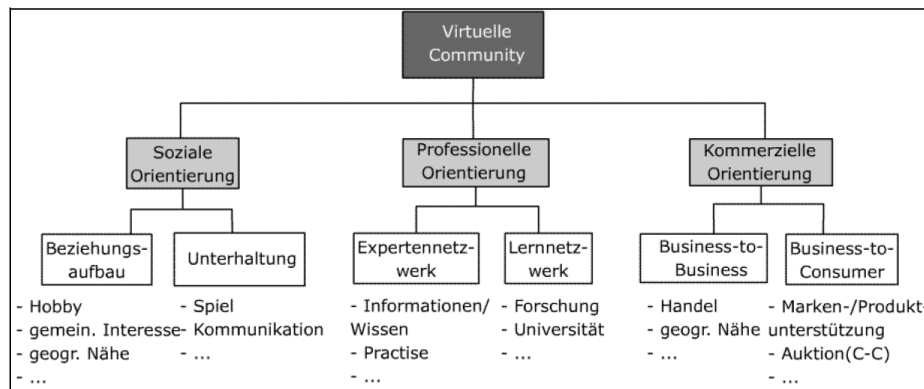 Virtuelle
Community
Soziale
Orientierung
Professionelle
Orientierung
Kommerzielle
Orientierung
Beziehungs-
aufbau
Unterhaltung
Expertennetz-
werk
Lernnetz-
werk
Business-to-
Business
Business-to-
Consumer
- Hobby
- gemein. Interesse
- geogr. Nähe
- ...
- Spiel
- Kommunikation
- ...
- Informationen/
Wissen
- Practise
- ...
- Forschung
- Universität
- ...
- Handel
- geogr. Nähe
- ...
- Marken-/Produkt-
unterstützung
- Auktion(C-C)
- ...